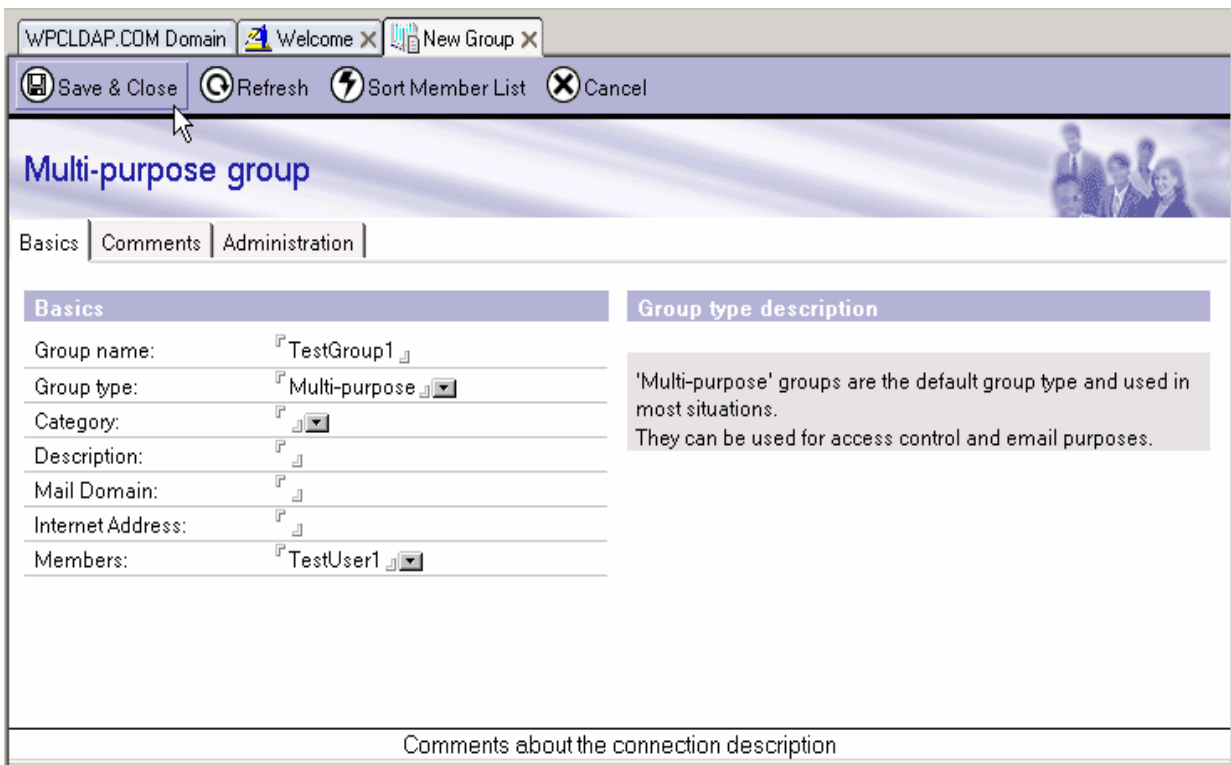 WPCLDAP.COM Domain Welcome New Group
Save & Close Refresh Sort Member List Cancel
Multi-purpose group
Basics Comments Administration
Basics
Group name: TestGroup1
Group type: Multi-purpose
Category:
Description:
Mail Domain:
Internet Address:
Members: TestUser1
Group type description
'Multi-purpose' groups are the default group type and used in
most situations.
They can be used for access control and email purposes.
Comments about the connection description